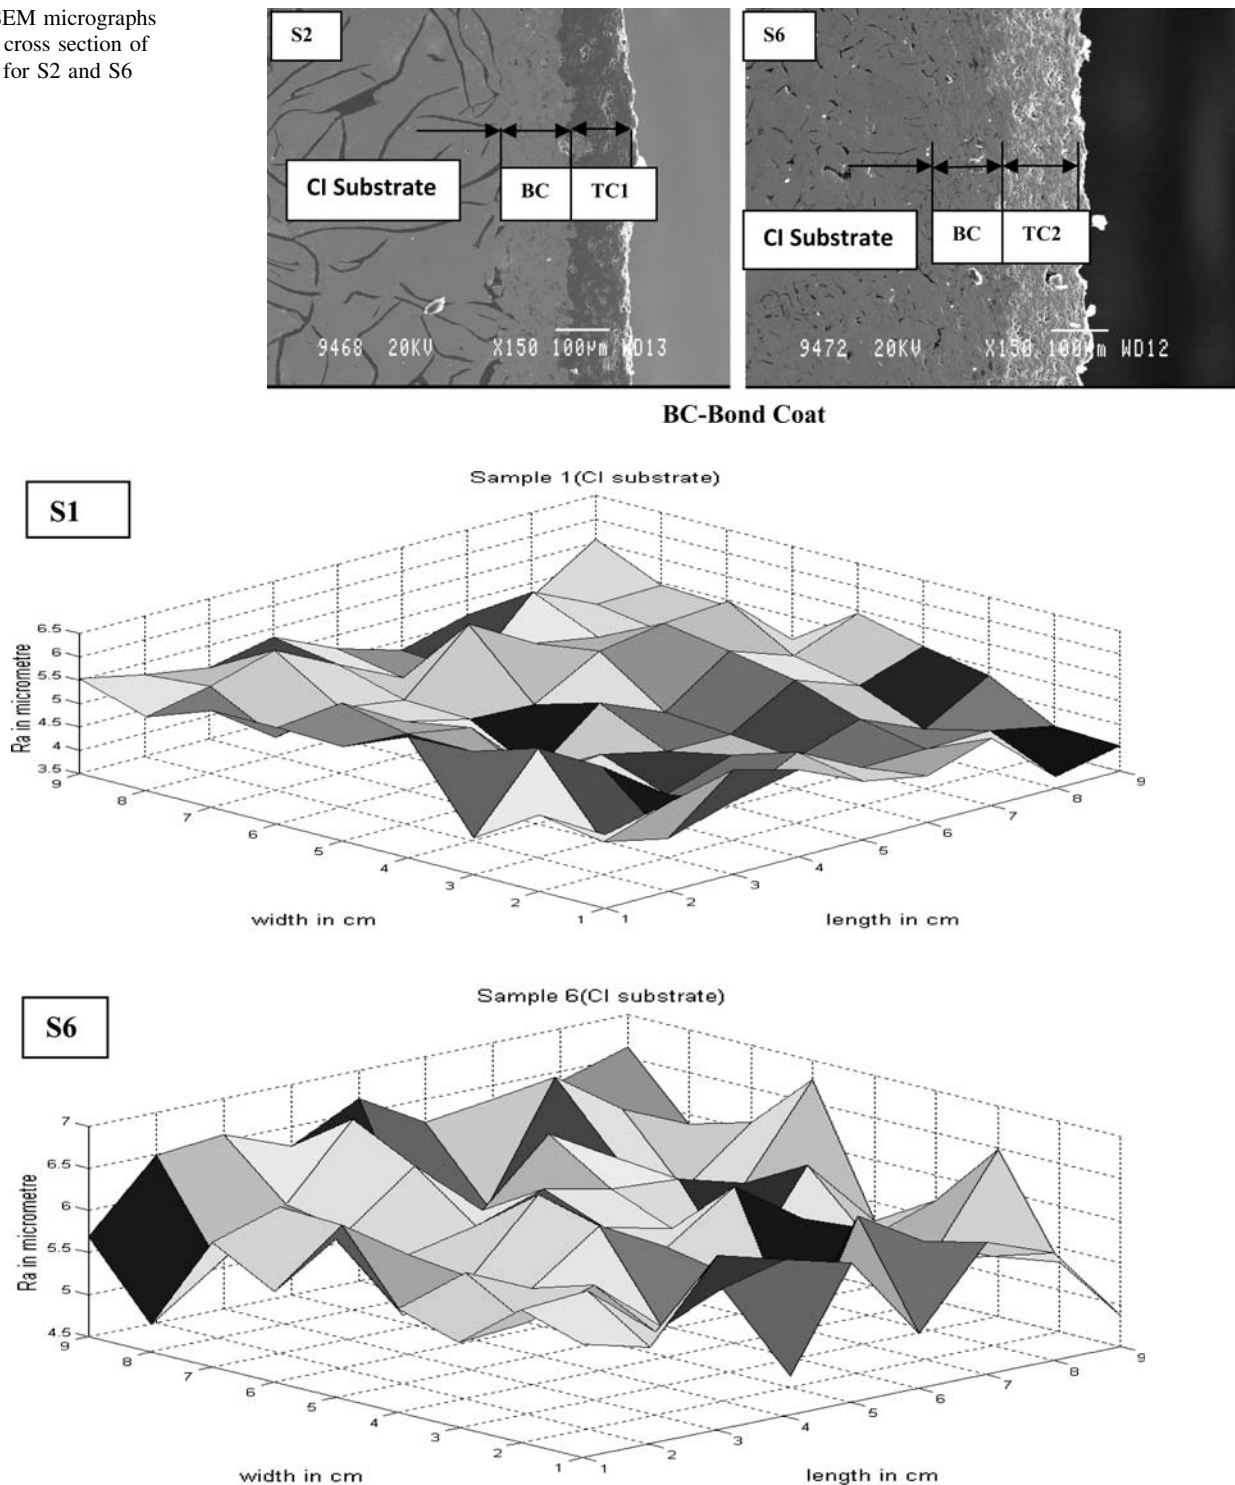 SEM micrographs
cross section of
for S2 and S6
S2
CI Substrate
BC
TC1
9468 20KV X150 100μm WD13
S6
CI Substrate
BC
TC2
9472 20KV X150 100μm WD12
BC-Bond Coat
S1
Sample 1(CI substrate)
Ra in micrometre
6.5
6
5.5
5
4.5
4
3.5
9
8
7
6
5
4
3
2
1
width in cm
1
2
3
4
5
6
7
8
9
length in cm
S6
Sample 6(CI substrate)
Ra in micrometre
7
6.5
6
5.5
5
4.5
9
8
7
6
5
4
3
2
1
width in cm
1
2
3
4
5
6
7
8
9
length in cm